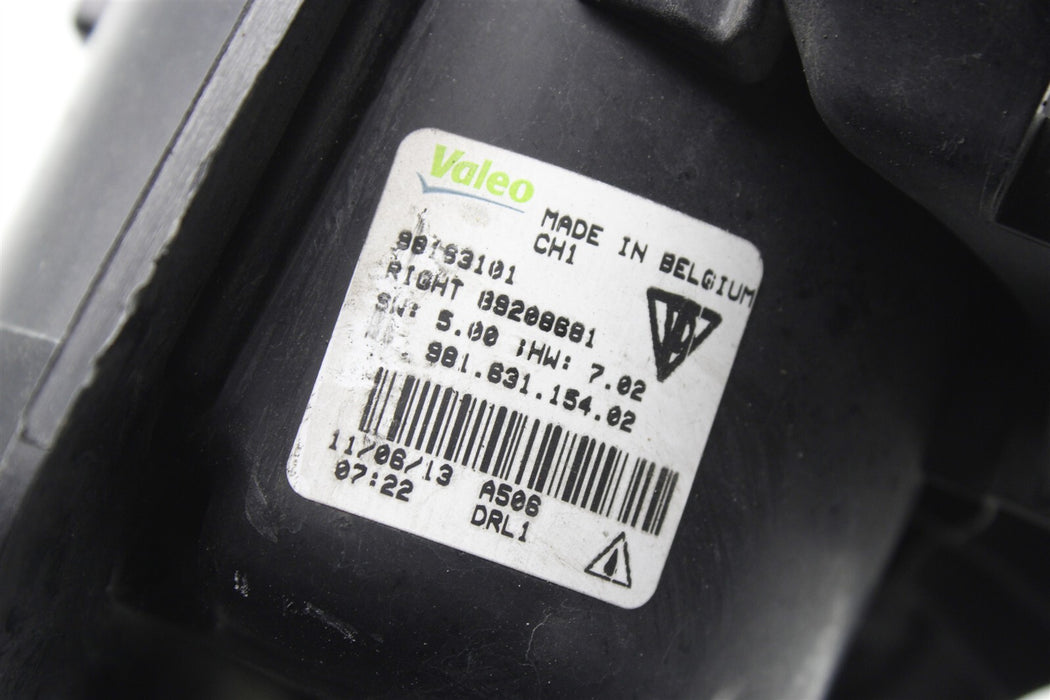 Valeo
MADE IN BELGIUM
CH1
RIGHT 89208681
SW: 5.00 :HW: 7.02
981.631.154.02
11/06/13 A506
07:22 DRL1